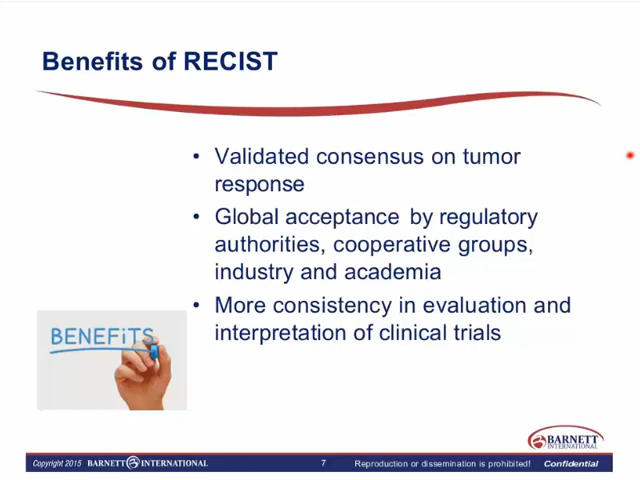 Benefits of RECIST
• Validated consensus on tumor
response
• Global acceptance by regulatory
authorities, cooperative groups,
industry and academia
• More consistency in evaluation and
interpretation of clinical trials
BENEFiTS
BARNETT
INTERNATIONAL
Copyright 2015 BARNETT INTERNATIONAL 7 Reproduction or dissemination is prohibited! Confidential